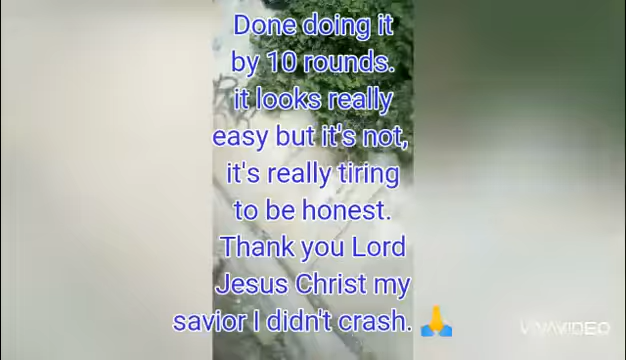 Done doing it
by 10 rounds.
it looks really
easy but it's not,
it's really tiring
to be honest.
Thank you Lord
Jesus Christ my
savior I didn't crash. 🙏
VIVAVIDEO